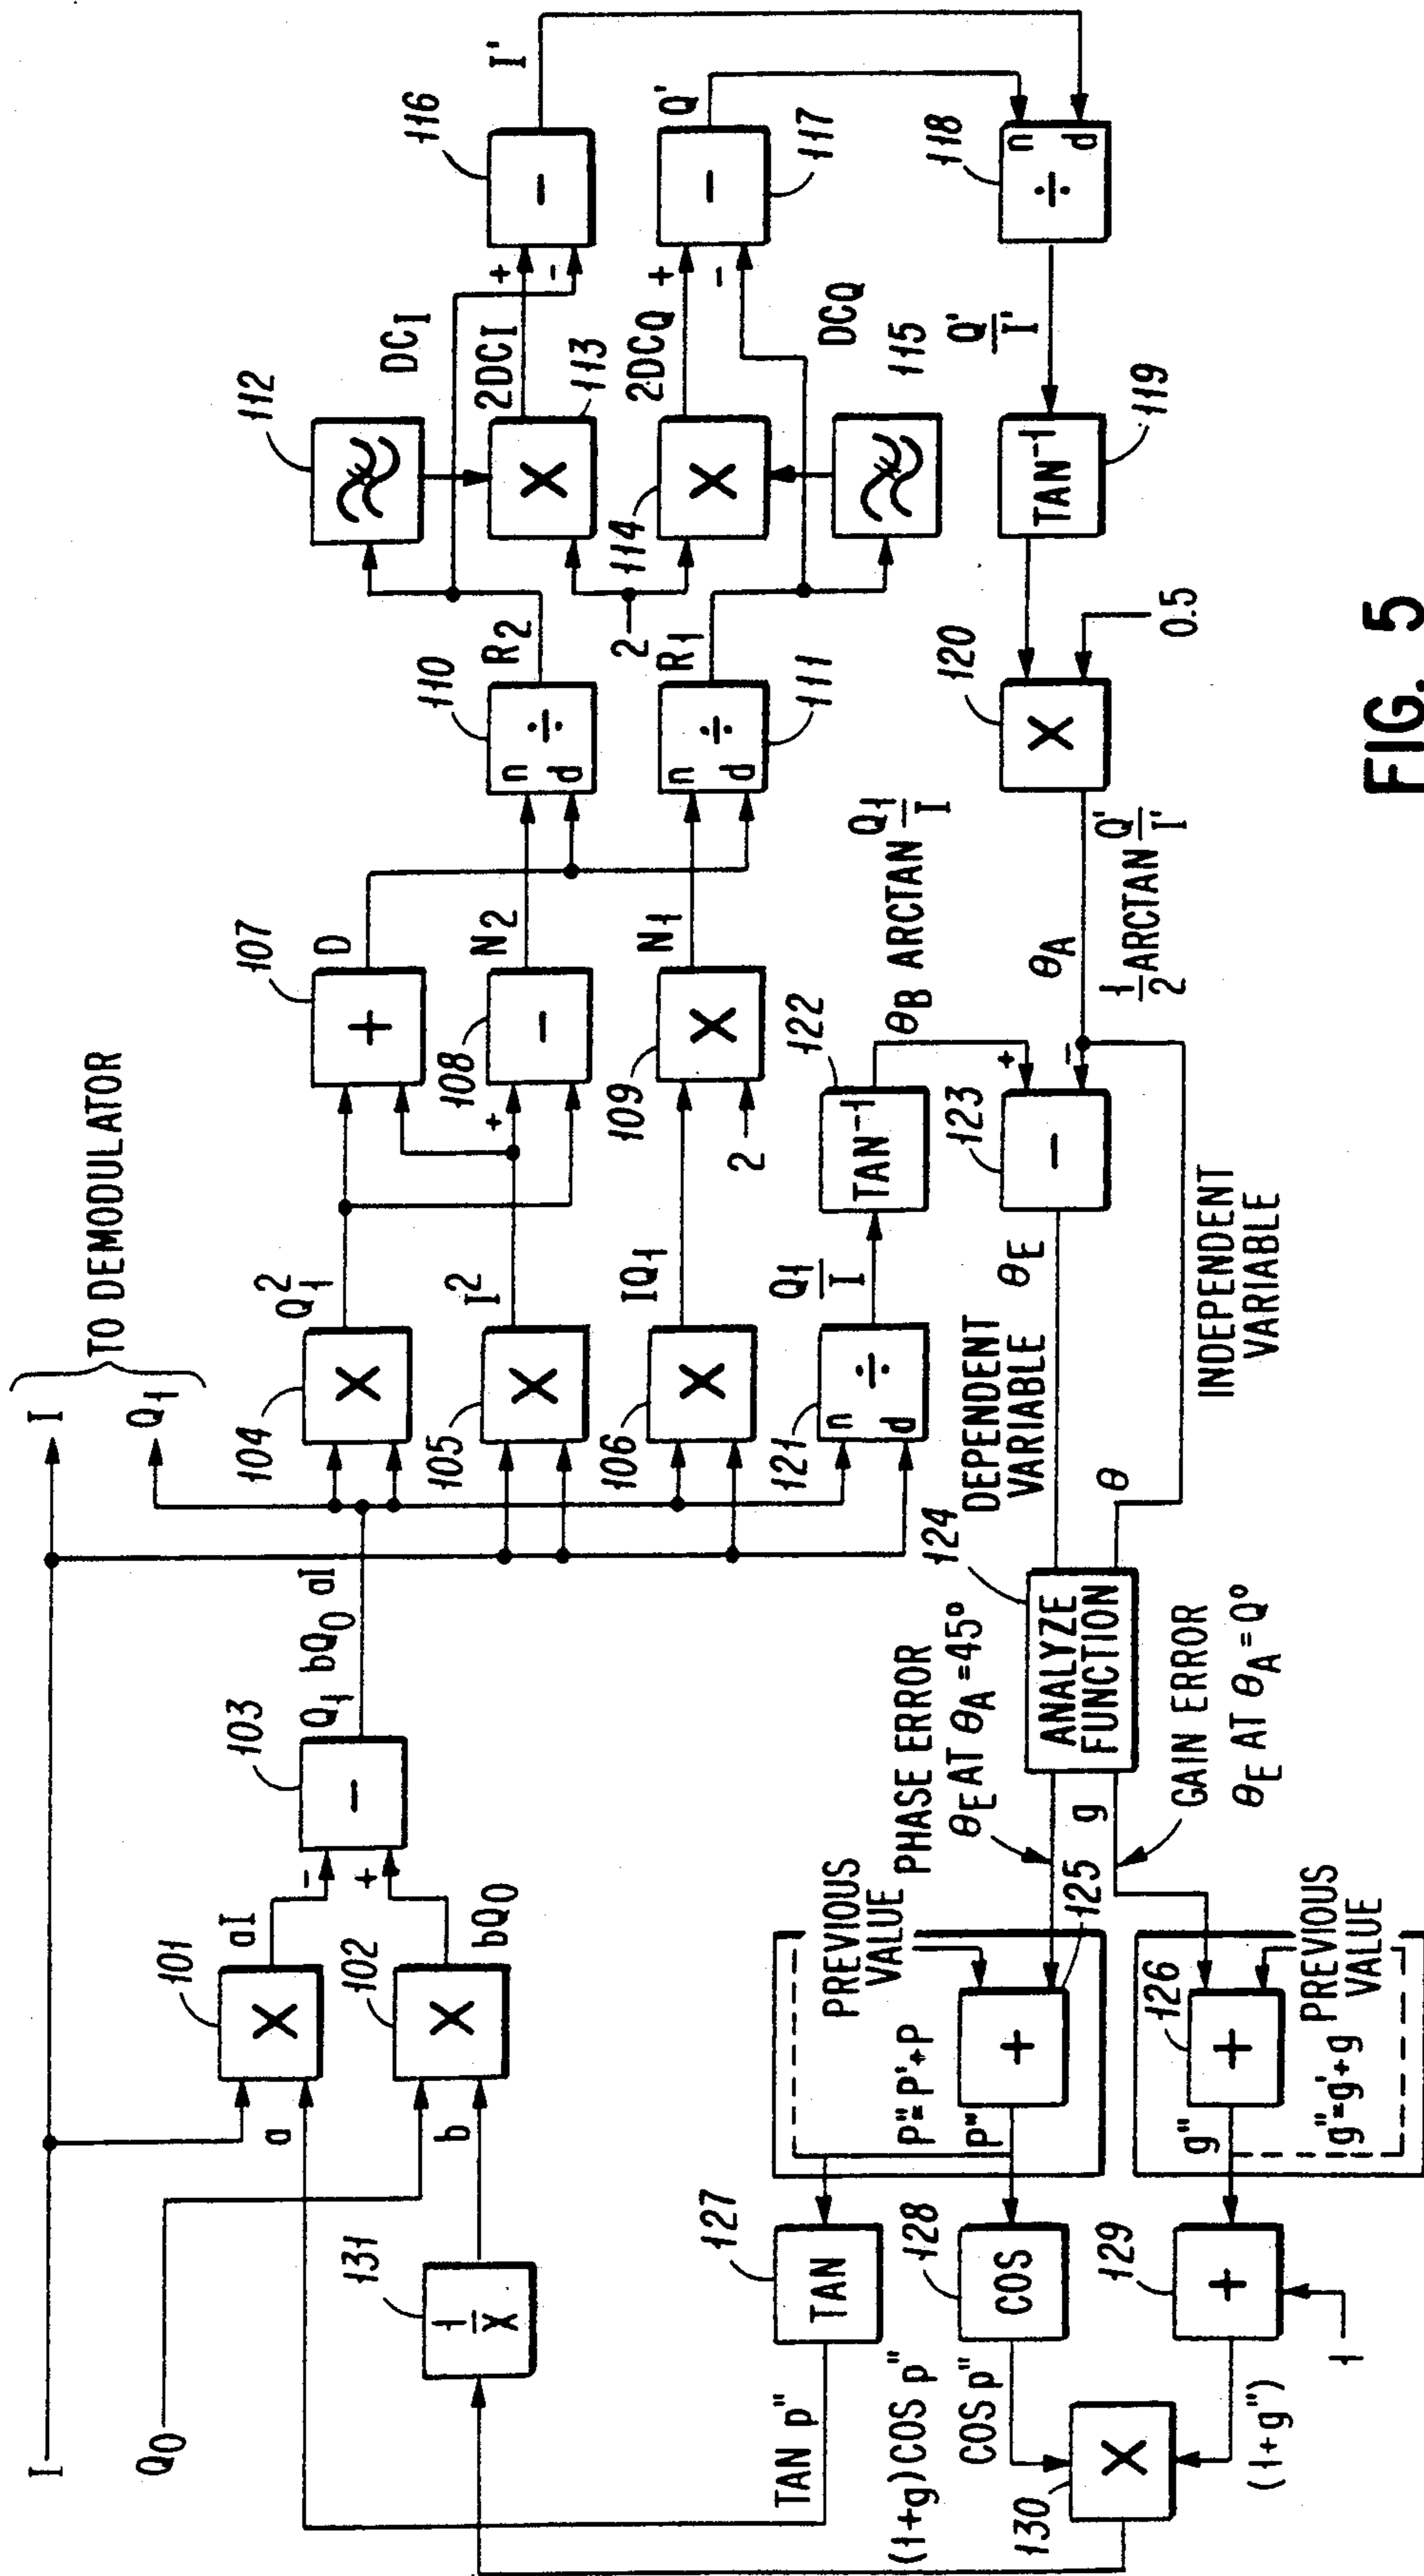 TO DEMODULATOR
I
Q1
I
Q0
101
aI
a
102
bQ0
b
131
1/X
X
X
103
−
+
−
Q1 bQ0 aI
104
X
Q1²
105
X
I²
106
X
IQ1
107
+
D
108
+
−
N2
109
X
2
N1
110
n
d
÷
R2
111
n
d
÷
R1
2
112
DCI
2DCI
113
X
114
X
2DCQ
DCQ
115
116
+
−
−
I'
117
+
−
−
Q'
118
n
d
÷
Q'/I'
119
TAN⁻¹
120
X
0.5
θA
1/2 ARCTAN Q'/I'
121
n
d
÷
Q1/I
122
TAN⁻¹
θB ARCTAN Q1/I
123
+
−
−
θE
DEPENDENT
VARIABLE
INDEPENDENT
VARIABLE
θ
124
ANALYZE
FUNCTION
PHASE ERROR
θE AT θA = 45°
g
GAIN ERROR
θE AT θA = Q°
PREVIOUS
VALUE
125
+
P"= P'+P
P"
126
+
g"
g"=g'+g
PREVIOUS
VALUE
127
TAN
TAN p"
128
COS
COS p"
(1+g)COS p"
129
+
1
(1+g")
130
X
FIG. 5